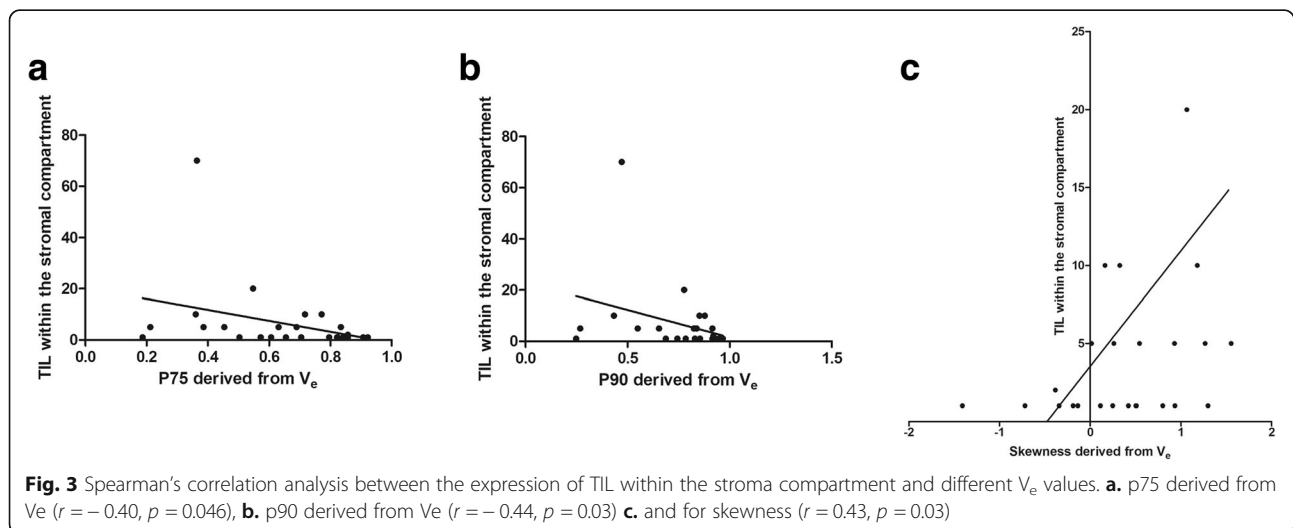 a
TIL within the stromal compartment
80
60
40
20
0
0.0 0.2 0.4 0.6 0.8 1.0
P75 derived from Ve
b
TIL within the stromal compartment
80
60
40
20
0
0.0 0.5 1.0 1.5
P90 derived from Ve
c
TIL within the stromal compartment
25
20
15
10
5
-2 -1 0 1 2
Skewness derived from Ve
Fig. 3 Spearman's correlation analysis between the expression of TIL within the stroma compartment and different Ve values. a. p75 derived from
Ve (r = − 0.40, p = 0.046), b. p90 derived from Ve (r = − 0.44, p = 0.03) c. and for skewness (r = 0.43, p = 0.03)